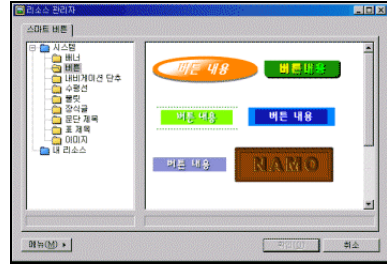 리소스 관리자
스마트 버튼
시스템
배너
버튼
내비게이션 단추
수평선
불릿
장식글
문단 제목
표 제목
이미지
내 리소스
버튼 내용
버튼내용
버튼 내용
버튼 내용
버튼 내용
NAMO
메뉴(M)
확인(O)
취소